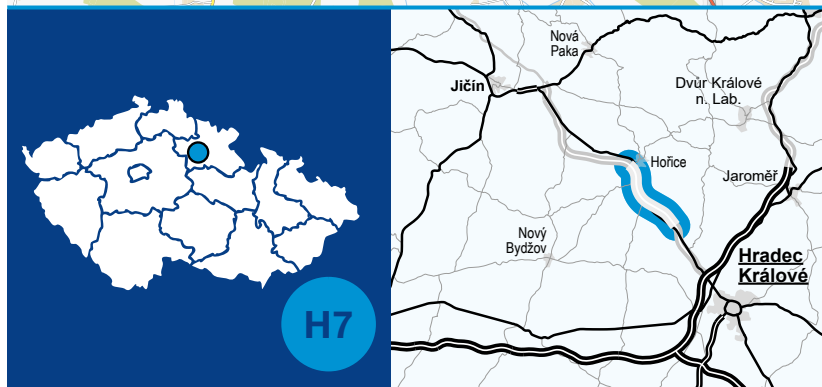 H7
Nová
Paka
Jičín
Dvůr Králové
n. Lab.
Hořice
Jaroměř
Nový
Bydžov
Hradec
Králové